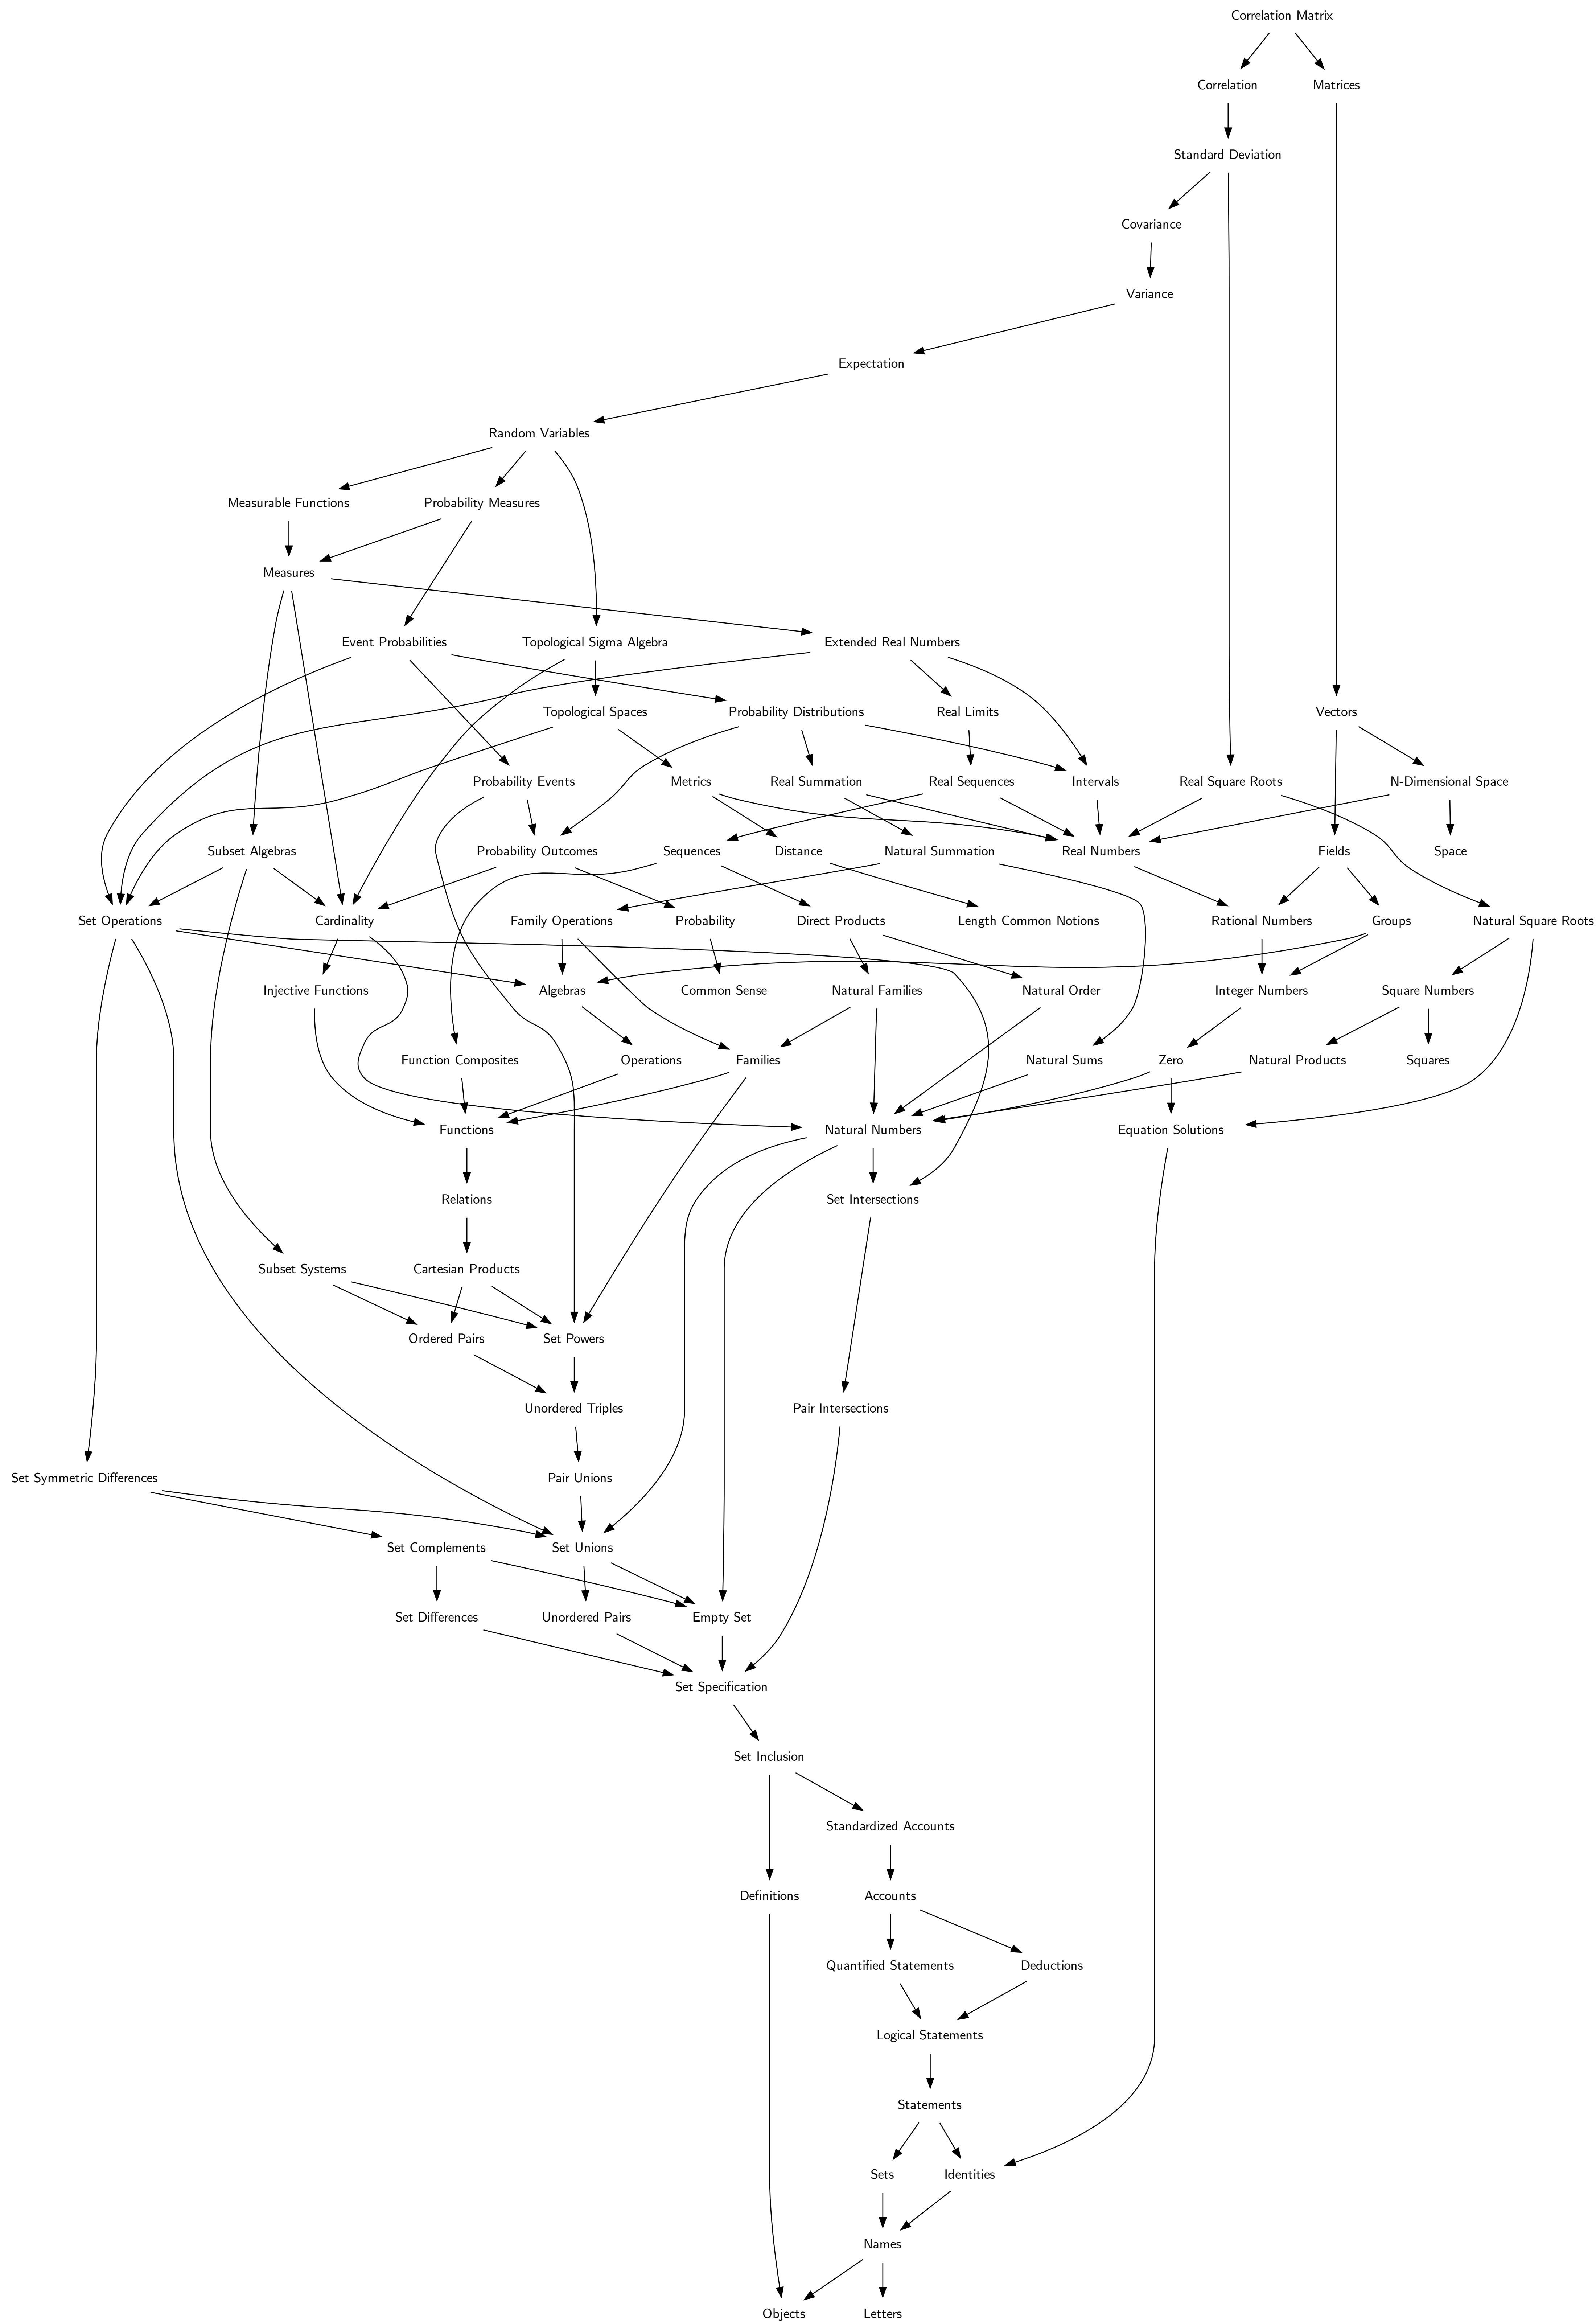 Correlation Matrix
Correlation
Matrices
Standard Deviation
Covariance
Variance
Expectation
Random Variables
Measurable Functions
Probability Measures
Measures
Event Probabilities
Topological Sigma Algebra
Extended Real Numbers
Topological Spaces
Probability Distributions
Real Limits
Vectors
Probability Events
Metrics
Real Summation
Real Sequences
Intervals
Real Square Roots
N-Dimensional Space
Subset Algebras
Probability Outcomes
Sequences
Distance
Natural Summation
Real Numbers
Fields
Space
Set Operations
Cardinality
Family Operations
Probability
Direct Products
Length Common Notions
Rational Numbers
Groups
Natural Square Roots
Injective Functions
Algebras
Common Sense
Natural Families
Natural Order
Integer Numbers
Square Numbers
Function Composites
Operations
Families
Natural Sums
Zero
Natural Products
Squares
Functions
Natural Numbers
Equation Solutions
Relations
Set Intersections
Subset Systems
Cartesian Products
Ordered Pairs
Set Powers
Unordered Triples
Pair Intersections
Set Symmetric Differences
Pair Unions
Set Complements
Set Unions
Set Differences
Unordered Pairs
Empty Set
Set Specification
Set Inclusion
Standardized Accounts
Definitions
Accounts
Quantified Statements
Deductions
Logical Statements
Statements
Sets
Identities
Names
Objects
Letters